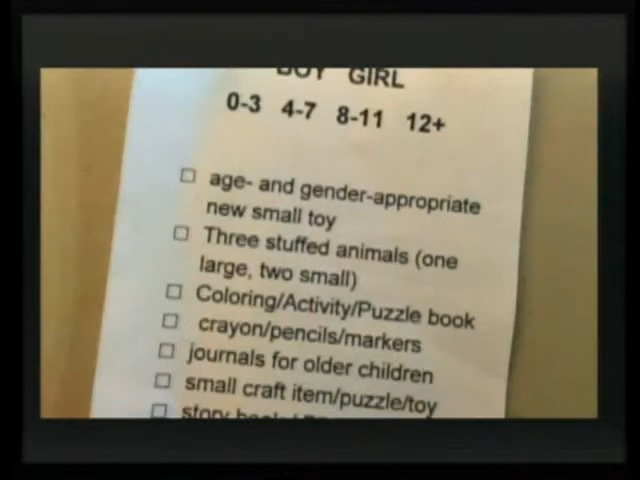 BOY GIRL
0-3 4-7 8-11 12+
☐ age- and gender-appropriate
new small toy
☐ Three stuffed animals (one
large, two small)
☐ Coloring/Activity/Puzzle book
☐ crayon/pencils/markers
☐ journals for older children
☐ small craft item/puzzle/toy
☐ story